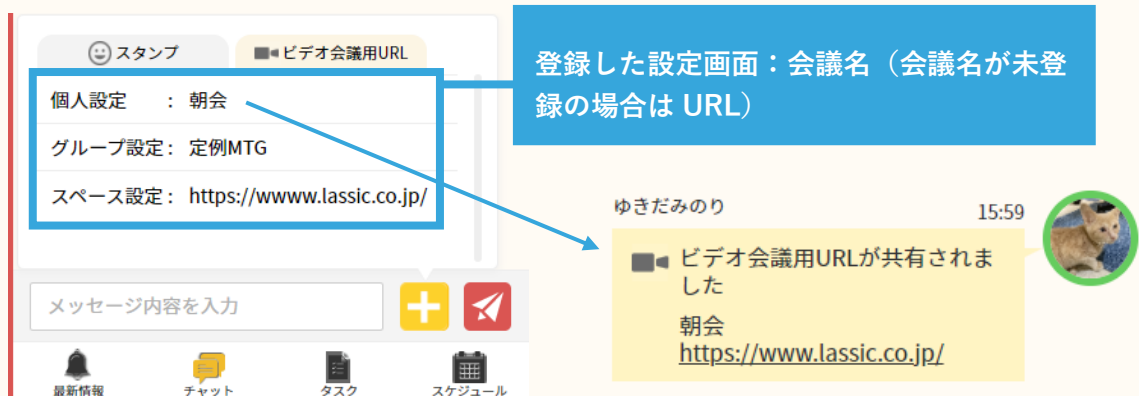 スタンプ
ビデオ会議用URL
個人設定 : 朝会
グループ設定 : 定例MTG
スペース設定 : https://wwww.lassic.co.jp/
登録した設定画面：会議名（会議名が未登
録の場合は URL）
ゆきだみのり
15:59
ビデオ会議用URLが共有されま
した
朝会
https://www.lassic.co.jp/
メッセージ内容を入力
最新情報
チャット
タスク
スケジュール